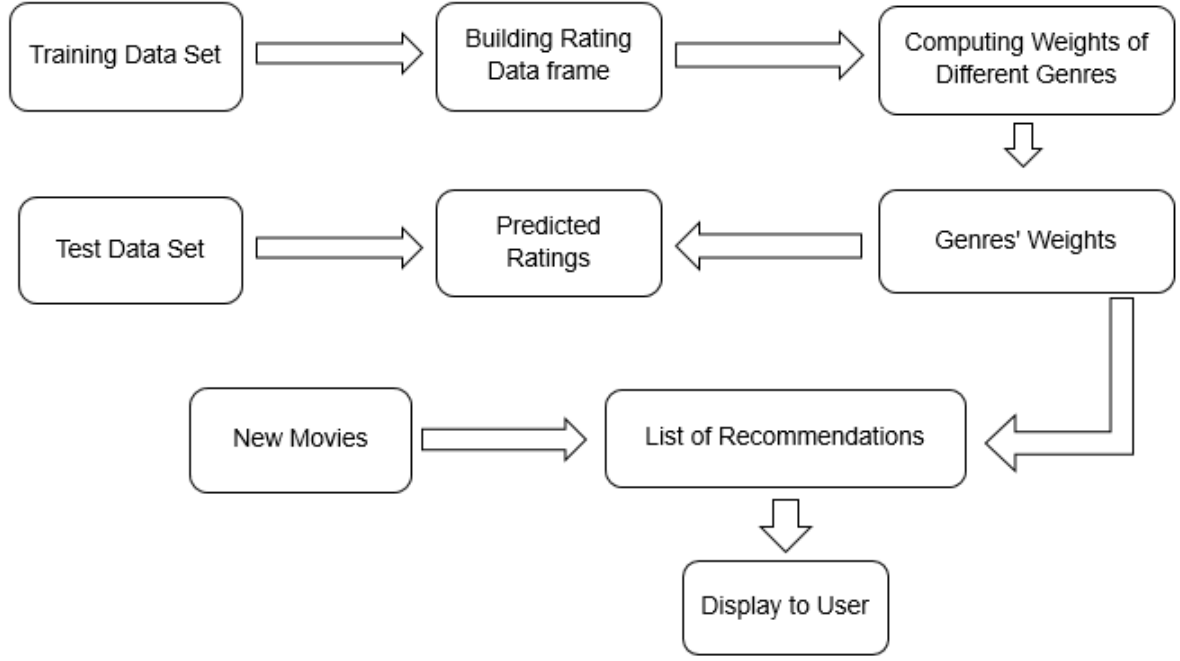 Training Data Set
Building Rating
Data frame
Computing Weights of
Different Genres
Test Data Set
Predicted
Ratings
Genres' Weights
New Movies
List of Recommendations
Display to User